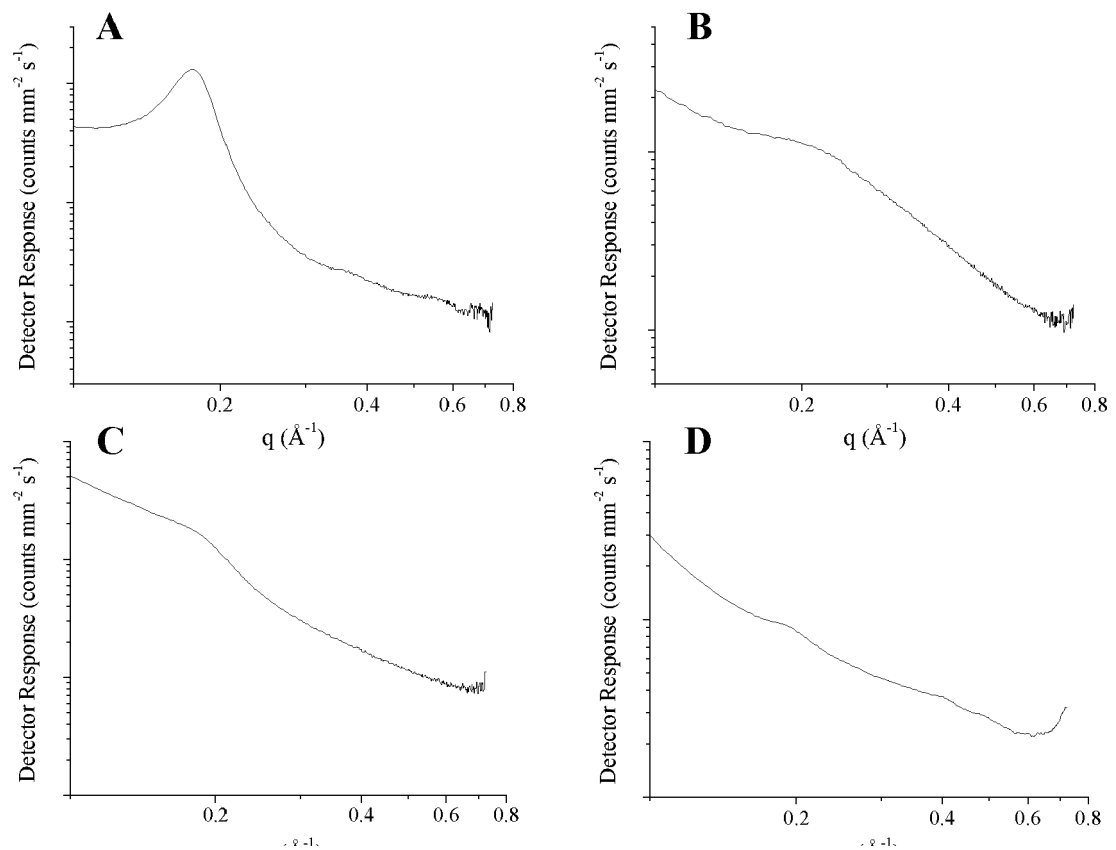 A
B
Detector Response (counts mm⁻² s⁻¹)
Detector Response (counts mm⁻² s⁻¹)
0.2 0.4 0.6 0.8
0.2 0.4 0.6 0.8
q (Å⁻¹)
q (Å⁻¹)
C
D
Detector Response (counts mm⁻² s⁻¹)
Detector Response (counts mm⁻² s⁻¹)
0.2 0.4 0.6 0.8
0.2 0.4 0.6 0.8